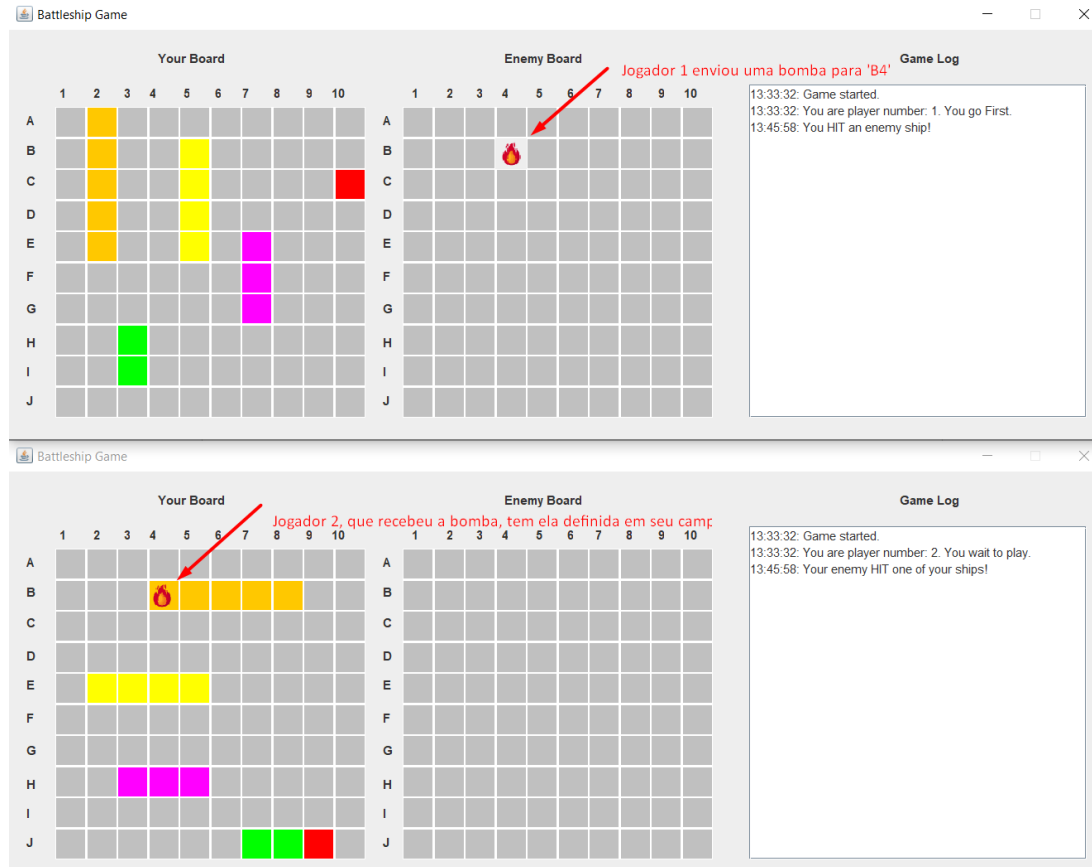 Battleship Game
Your Board
Enemy Board
Game Log
Jogador 1 enviou uma bomba para 'B4'
1 2 3 4 5 6 7 8 9 10
1 2 3 4 5 6 7 8 9 10
A
B
C
D
E
F
G
H
I
J
A
B
C
D
E
F
G
H
I
J
13:33:32: Game started.
13:33:32: You are player number: 1. You go First.
13:45:58: You HIT an enemy ship!
Battleship Game
Your Board
Enemy Board
Game Log
Jogador 2, que recebeu a bomba, tem ela definida em seu camp
1 2 3 4 5 6 7 8 9 10
1 2 3 4 5 6 7 8 9 10
A
B
C
D
E
F
G
H
I
J
A
B
C
D
E
F
G
H
I
J
13:33:32: Game started.
13:33:32: You are player number: 2. You wait to play.
13:45:58: Your enemy HIT one of your ships!